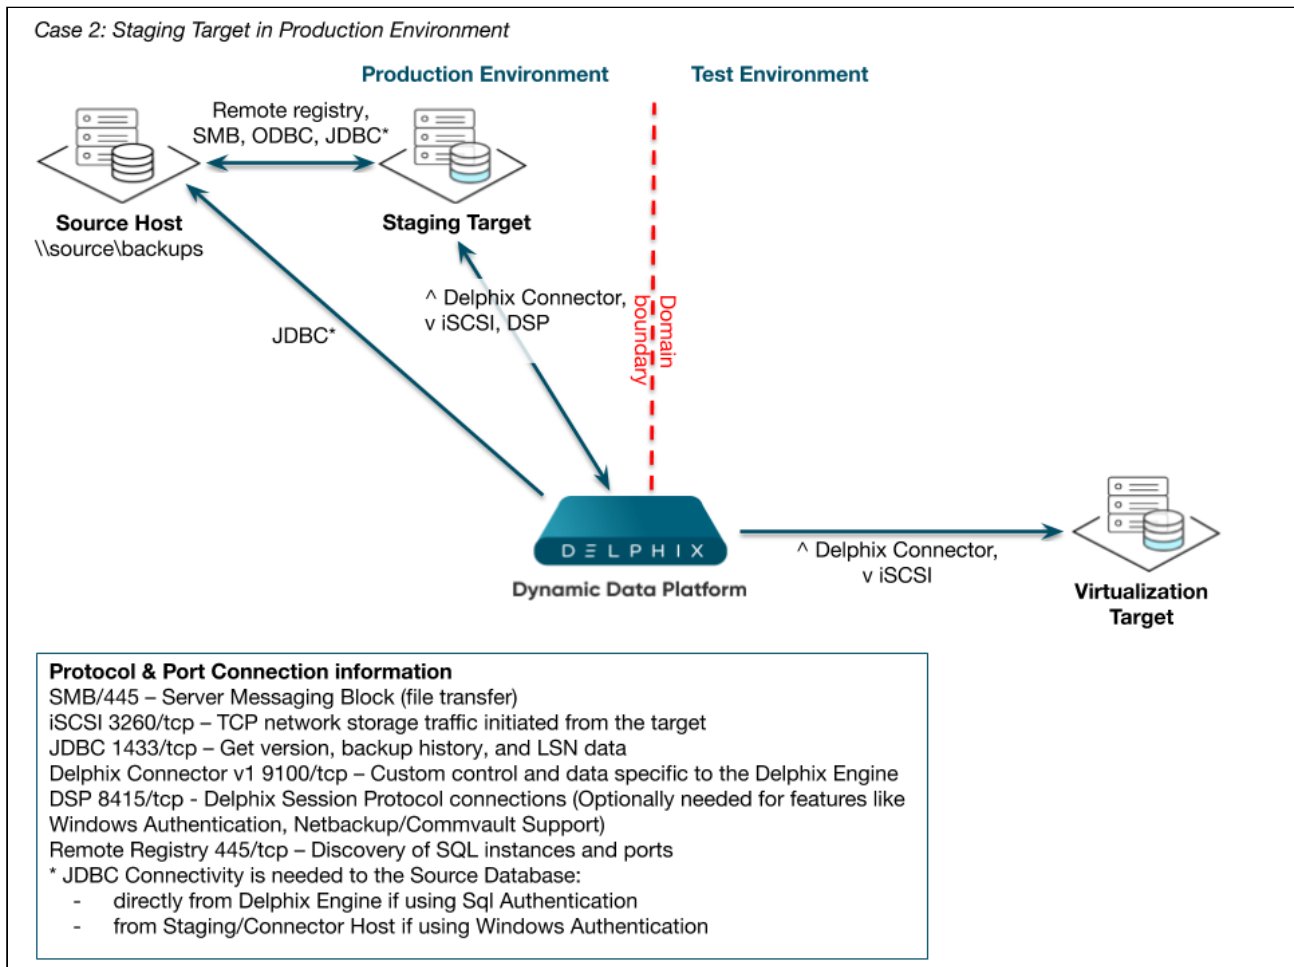 Case 2: Staging Target in Production Environment
Production Environment
Test Environment
Remote registry,
SMB, ODBC, JDBC*
Source Host
\\source\backups
Staging Target
^ Delphix Connector,
v iSCSI, DSP
JDBC*
Domain
boundary
DELPHIX
Dynamic Data Platform
^ Delphix Connector,
v iSCSI
Virtualization
Target
Protocol & Port Connection information
SMB/445 – Server Messaging Block (file transfer)
iSCSI 3260/tcp – TCP network storage traffic initiated from the target
JDBC 1433/tcp – Get version, backup history, and LSN data
Delphix Connector v1 9100/tcp – Custom control and data specific to the Delphix Engine
DSP 8415/tcp - Delphix Session Protocol connections (Optionally needed for features like
Windows Authentication, Netbackup/Commvault Support)
Remote Registry 445/tcp – Discovery of SQL instances and ports
* JDBC Connectivity is needed to the Source Database:
- directly from Delphix Engine if using Sql Authentication
- from Staging/Connector Host if using Windows Authentication